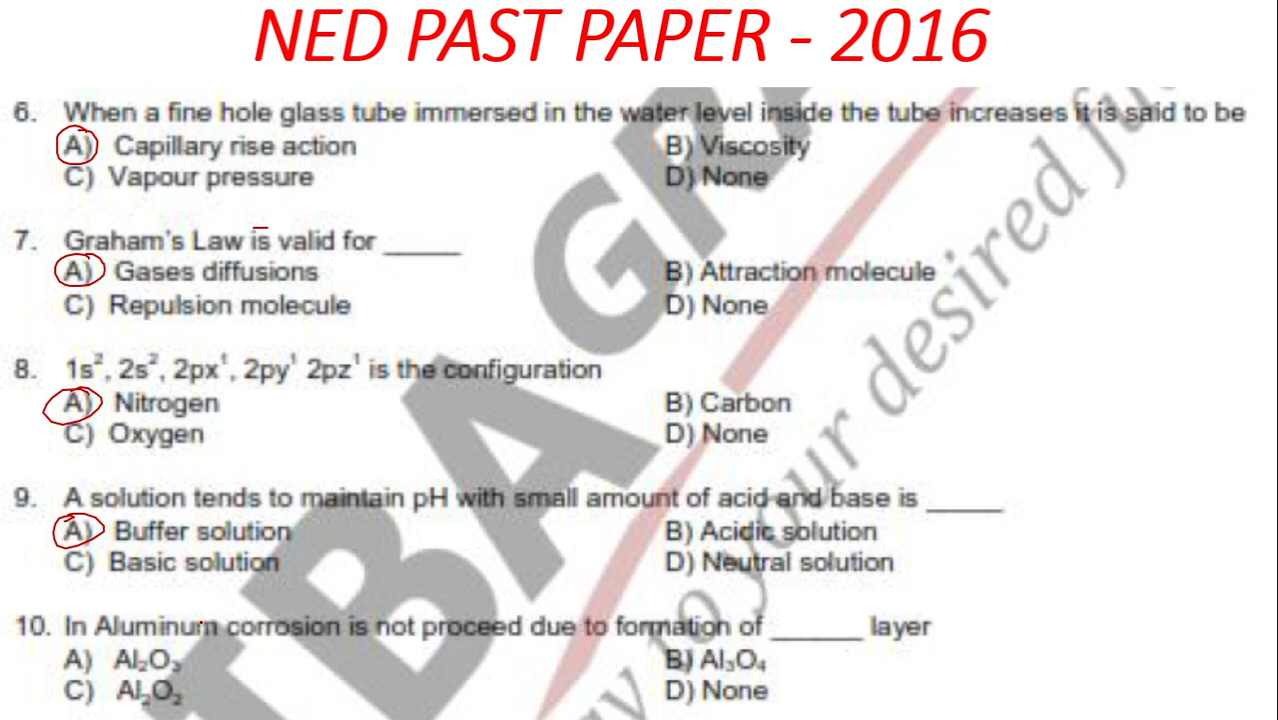 NED PAST PAPER - 2016
6. When a fine hole glass tube immersed in the water level inside the tube increases it is said to be
A) Capillary rise action B) Viscosity
C) Vapour pressure D) None
7. Graham's Law is valid for _____
A) Gases diffusions B) Attraction molecule
C) Repulsion molecule D) None
8. 1s², 2s², 2px¹, 2py¹ 2pz¹ is the configuration
A) Nitrogen B) Carbon
C) Oxygen D) None
9. A solution tends to maintain pH with small amount of acid and base is _____
A) Buffer solution B) Acidic solution
C) Basic solution D) Neutral solution
10. In Aluminum corrosion is not proceed due to formation of ______ layer
A) Al₂O₃ B) Al₃O₄
C) Al₂O₂ D) None
your desired